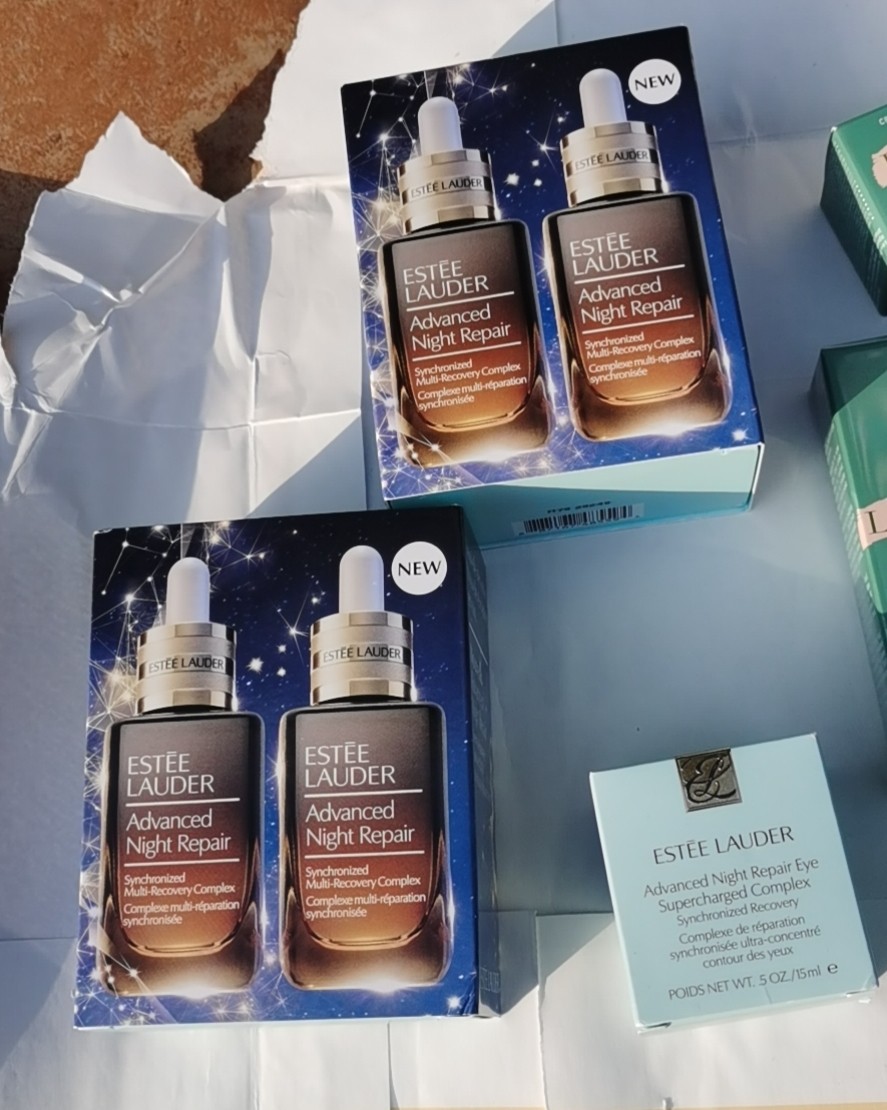 NEW
ESTĒE LAUDER
ESTĒE
LAUDER
Advanced
Night Repair
Synchronized
Multi-Recovery Complex
Complexe multi-réparation
synchronisée
ESTĒE LAUDER
ESTĒE
LAUDER
Advanced
Night Repair
Synchronized
Multi-Recovery Complex
Complexe multi-réparation
synchronisée
NEW
ESTĒE LAUDER
ESTĒE
LAUDER
Advanced
Night Repair
Synchronized
Multi-Recovery Complex
Complexe multi-réparation
synchronisée
ESTĒE LAUDER
ESTĒE
LAUDER
Advanced
Night Repair
Synchronized
Multi-Recovery Complex
Complexe multi-réparation
synchronisée
ESTĒE LAUDER
Advanced Night Repair Eye
Supercharged Complex
Synchronized Recovery
Complexe de réparation
synchronisée ultra-concentré
contour des yeux
POIDS NET WT. .5 OZ./15ml e
L